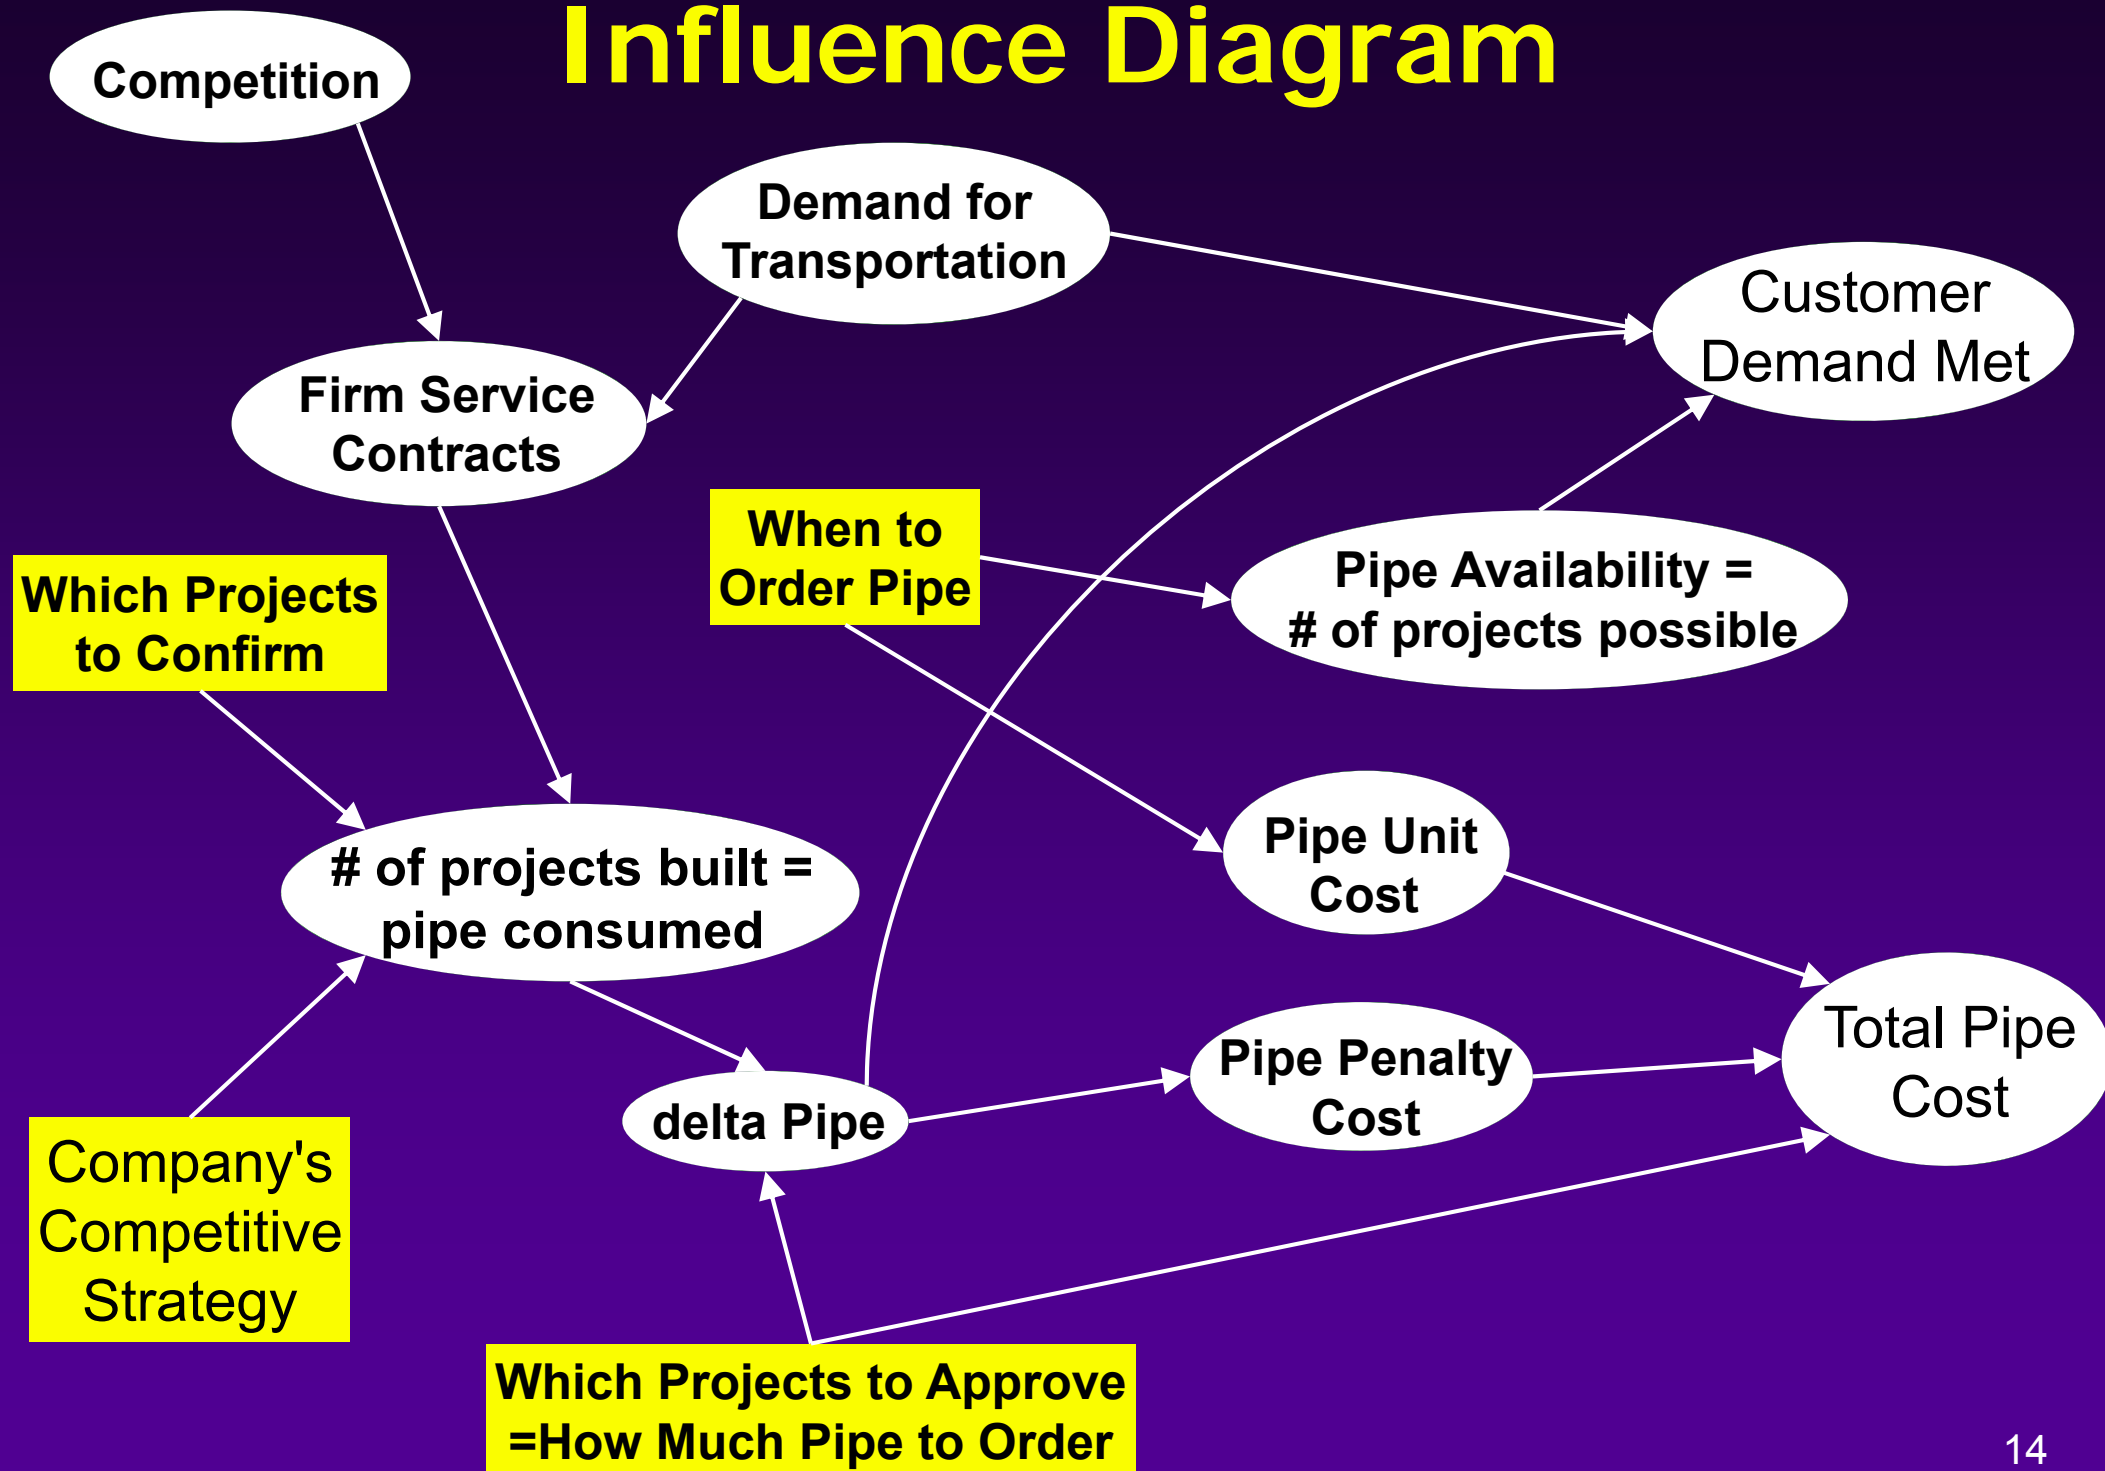 Influence Diagram
Competition
Demand for
Transportation
Customer
Demand Met
Firm Service
Contracts
When to
Order Pipe
Pipe Availability =
# of projects possible
Which Projects
to Confirm
Pipe Unit
Cost
# of projects built =
pipe consumed
Total Pipe
Cost
Pipe Penalty
Cost
delta Pipe
Company's
Competitive
Strategy
Which Projects to Approve
=How Much Pipe to Order
14